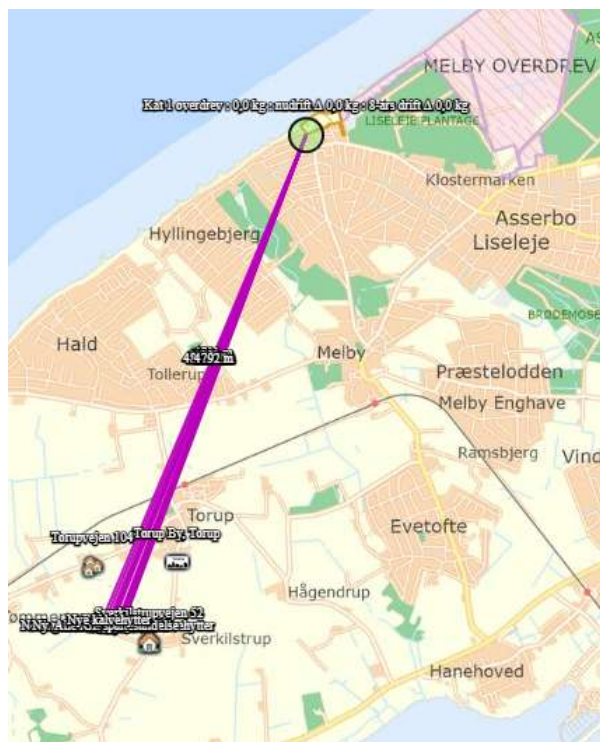 MELBY OVERDREV
Kat 1 overdrev : 0,0 kg - nudrift Δ 0,0 kg - 8-års drift Δ 0,0 kg
LISELEJE PLANTAGE
Klostermarken
Asserbo
Liseleje
Hyllingebjerg
BRØDEMOSE
Hald
Melby
Tollerup
Præstelodden
Melby Enghave
Ramsbjerg
Vind
Torup
Evetofte
Torupvejen 104
Torup By, Torup
Hågendrup
Sverkilstrupvejen 52
Nye kalvehytter
Sverkilstrup
Hanehoved